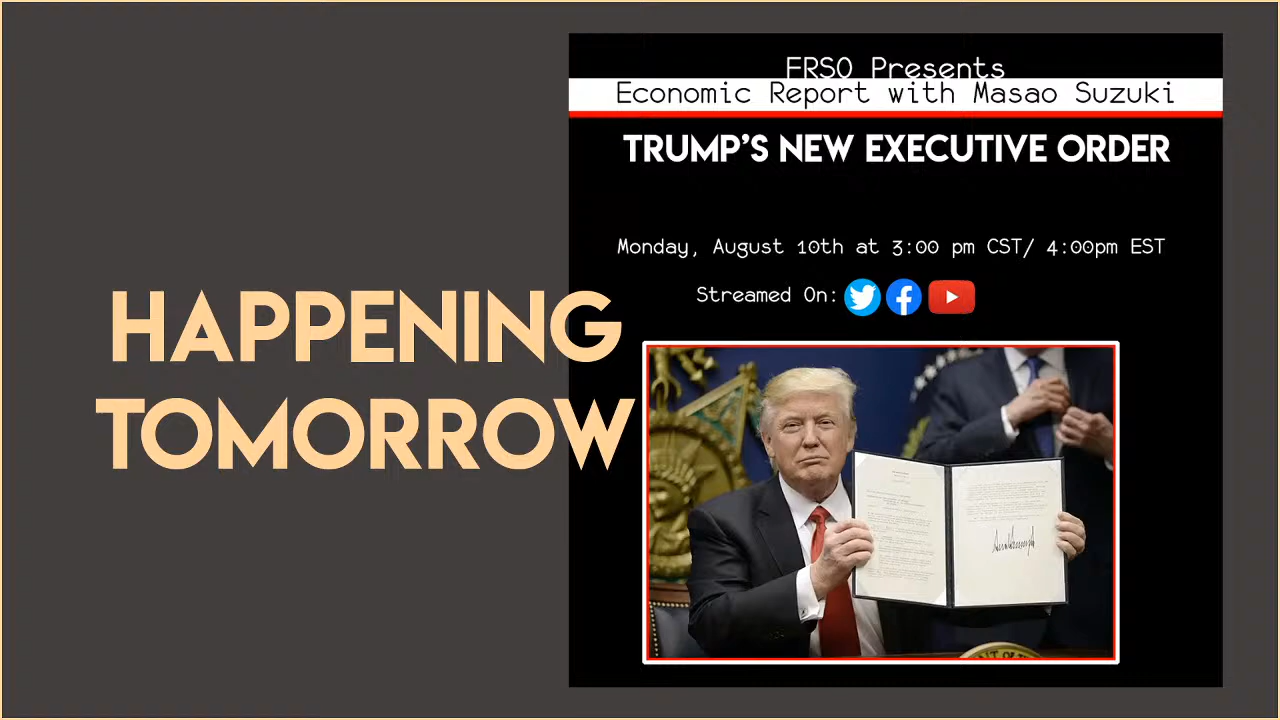 HAPPENING
TOMORROW
FRSO Presents
Economic Report with Masao Suzuki
TRUMP'S NEW EXECUTIVE ORDER
Monday, August 10th at 3:00 pm CST/ 4:00pm EST
Streamed On: